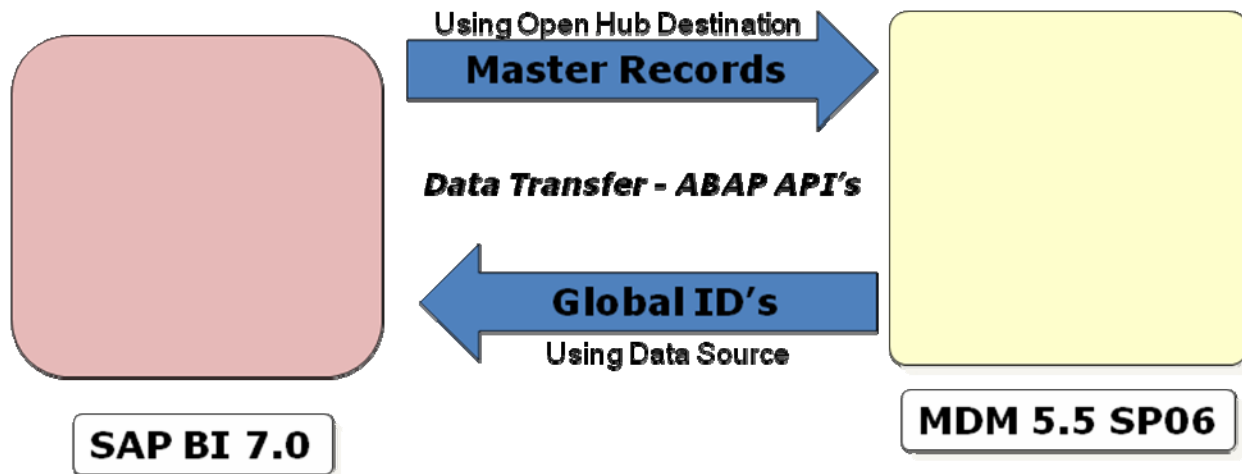 Using Open Hub Destination
Master Records
Data Transfer - ABAP API's
Global ID's
Using Data Source
SAP BI 7.0
MDM 5.5 SP06